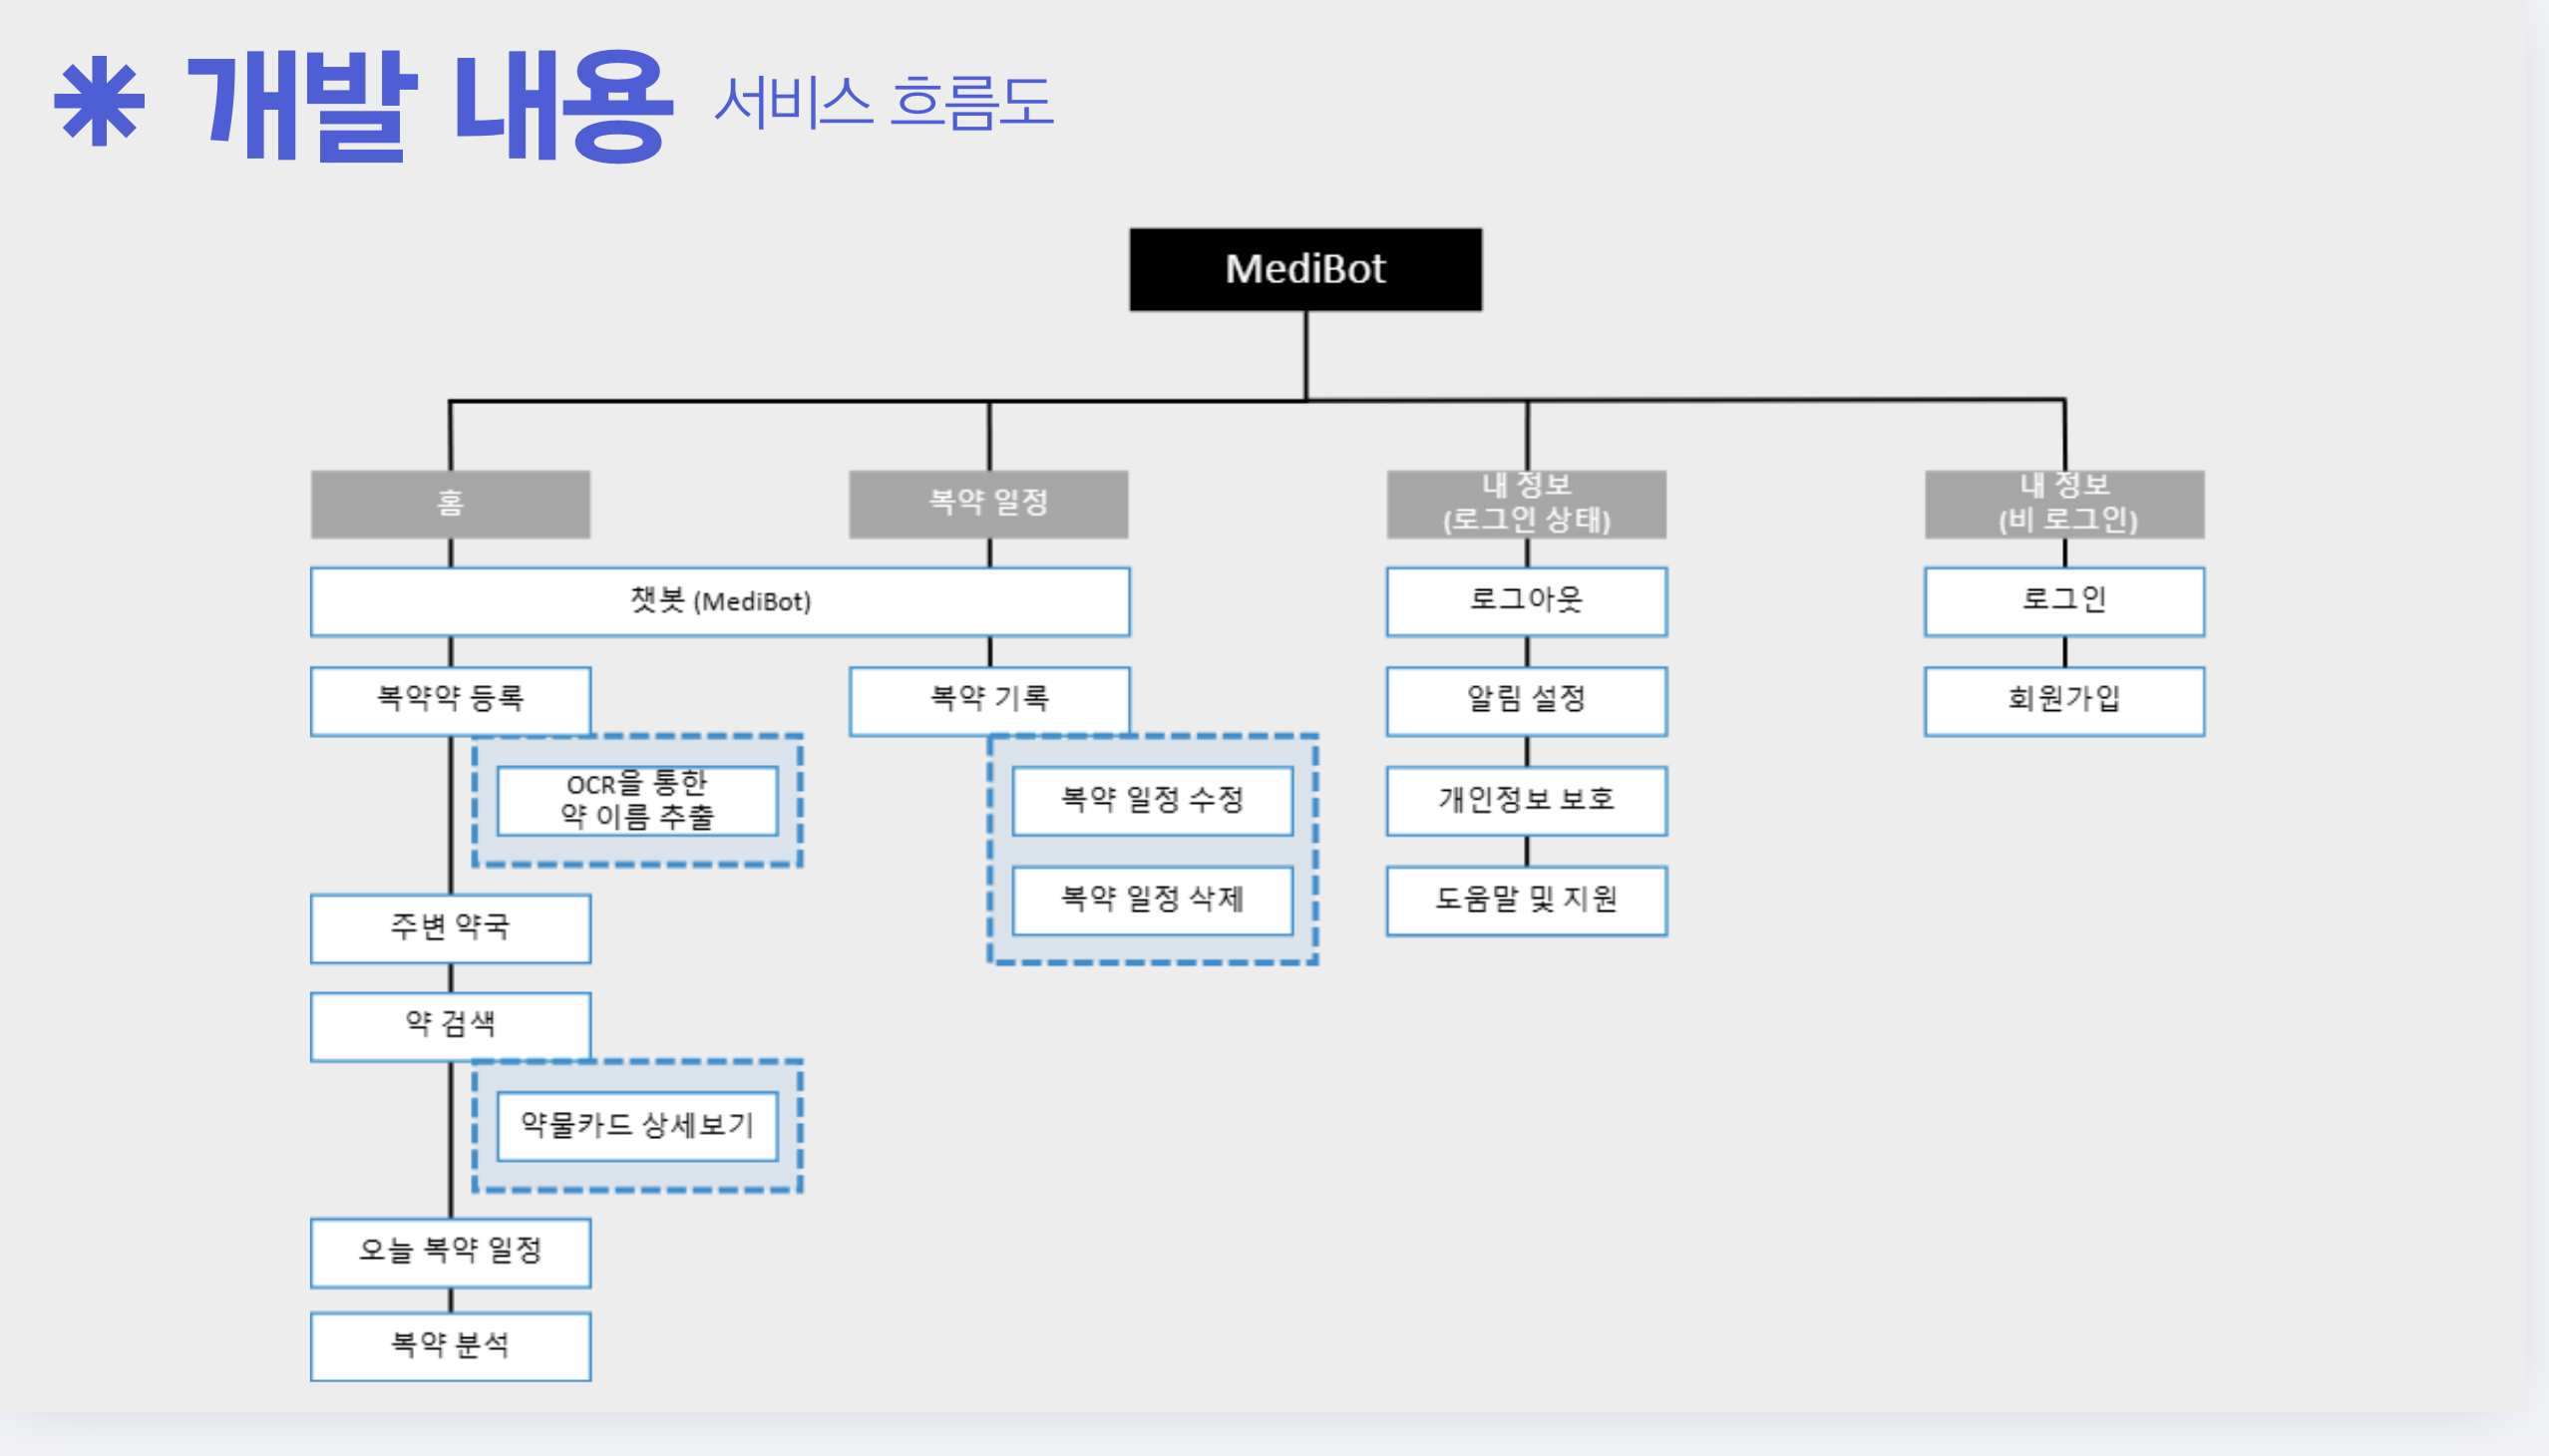 개발 내용 서비스 흐름도
MediBot
홈
복약 일정
내 정보
(로그인 상태)
내 정보
(비 로그인)
챗봇 (MediBot)
로그아웃
로그인
복약약 등록
복약 기록
알림 설정
회원가입
OCR을 통한
약 이름 추출
복약 일정 수정
개인정보 보호
복약 일정 삭제
도움말 및 지원
주변 약국
약 검색
약물카드 상세보기
오늘 복약 일정
복약 분석